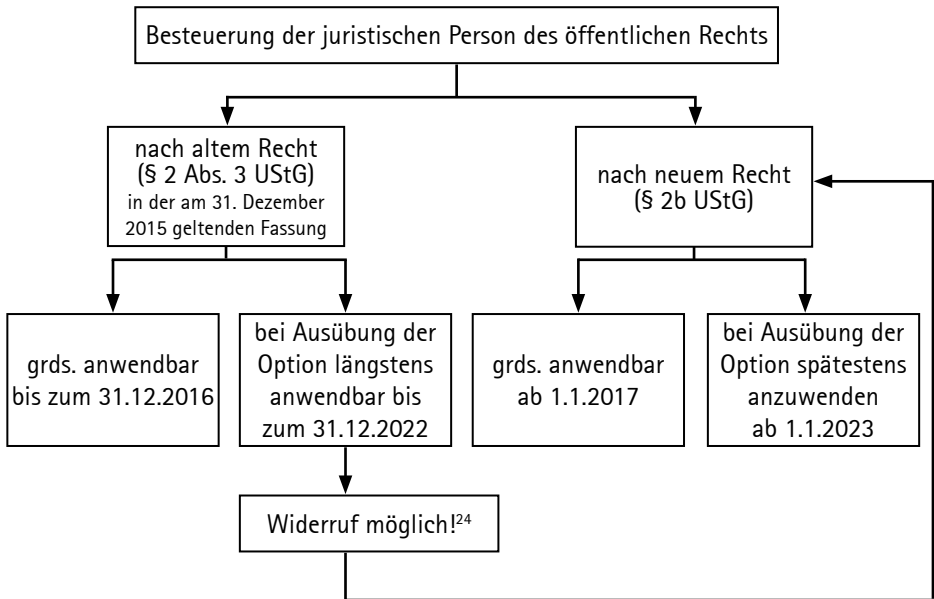 Besteuerung der juristischen Person des öffentlichen Rechts
nach altem Recht
(§ 2 Abs. 3 UStG)
in der am 31. Dezember
2015 geltenden Fassung
nach neuem Recht
(§ 2b UStG)
grds. anwendbar
bis zum 31.12.2016
bei Ausübung der
Option längstens
anwendbar bis
zum 31.12.2022
grds. anwendbar
ab 1.1.2017
bei Ausübung der
Option spätestens
anzuwenden
ab 1.1.2023
Widerruf möglich!²⁴